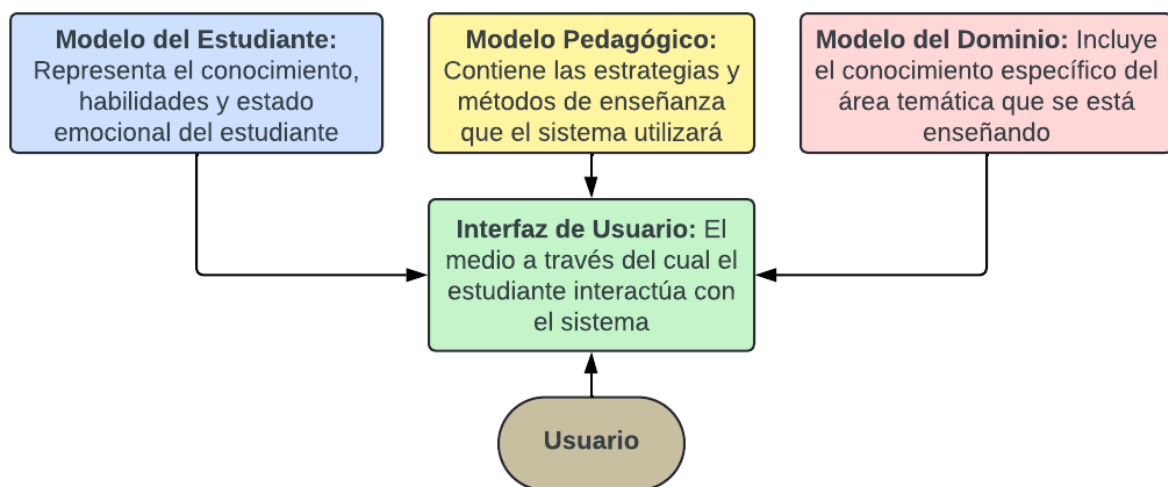 Modelo del Estudiante:
Representa el conocimiento,
habilidades y estado
emocional del estudiante
Modelo Pedagógico:
Contiene las estrategias y
métodos de enseñanza
que el sistema utilizará
Modelo del Dominio: Incluye
el conocimiento específico del
área temática que se está
enseñando
Interfaz de Usuario: El
medio a través del cual el
estudiante interactúa con
el sistema
Usuario